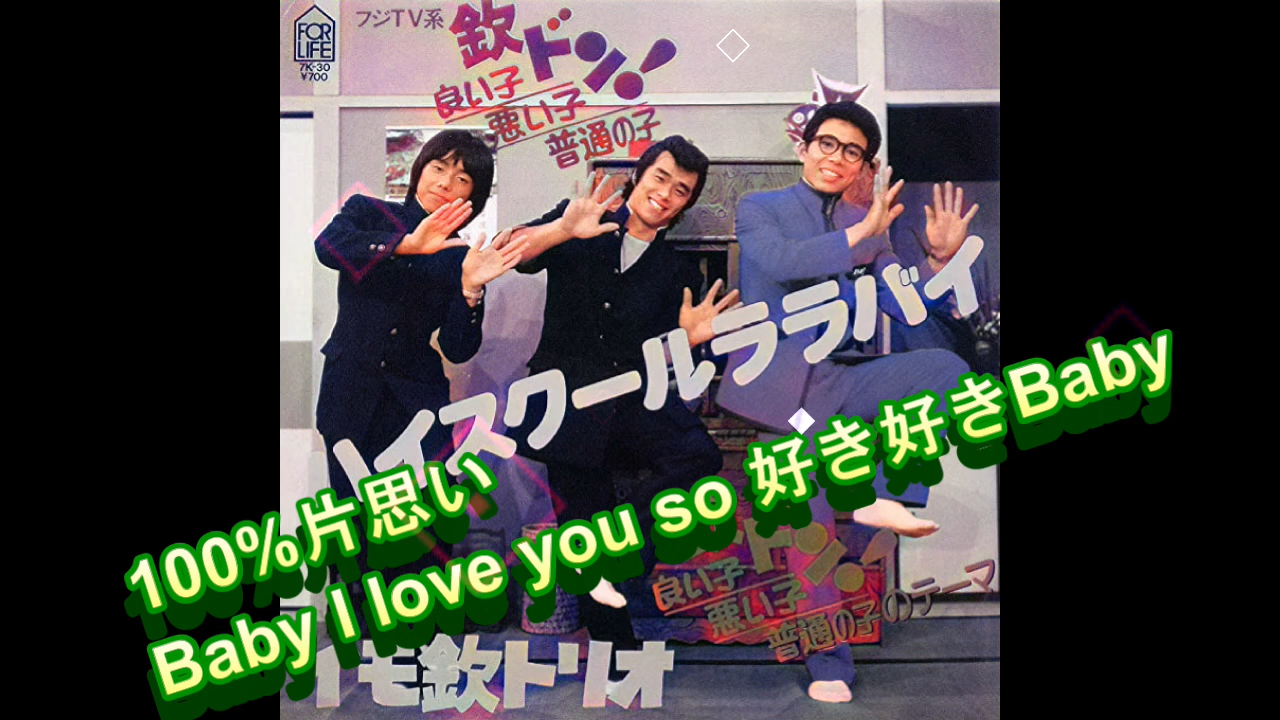 FOR
LIFE
7K-30
¥700
フジTV系
欽ドン!
良い子
悪い子
普通の子
ハイスクールララバイ
100%片思い
Baby I love you so 好き好きBaby
ドン!
良い子
悪い子
普通の子のテーマ
イモ欽トリオ